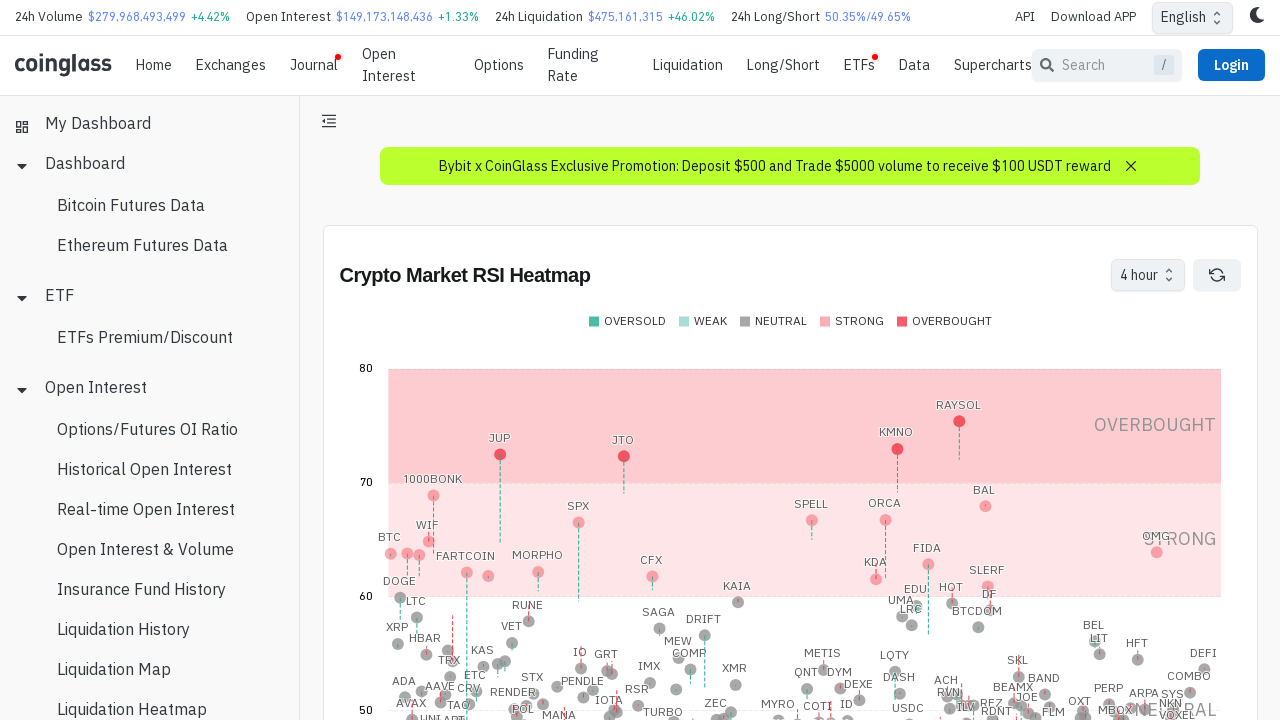 24h Volume $279,968,493,499 +4.42% Open Interest $149,173,148,436 +1.33% 24h Liquidation $475,161,315 +46.02% 24h Long/Short 50.35%/49.65% API Download APP English
coinglass Home Exchanges Journal Open Interest Options Funding Rate Liquidation Long/Short ETFs Data Supercharts Search / Login
My Dashboard
Dashboard
Bitcoin Futures Data
Ethereum Futures Data
ETF
ETFs Premium/Discount
Open Interest
Options/Futures OI Ratio
Historical Open Interest
Real-time Open Interest
Open Interest & Volume
Insurance Fund History
Liquidation History
Liquidation Map
Liquidation Heatmap
Bybit x CoinGlass Exclusive Promotion: Deposit $500 and Trade $5000 volume to receive $100 USDT reward
Crypto Market RSI Heatmap
4 hour
OVERSOLD WEAK NEUTRAL STRONG OVERBOUGHT
80
RAYSOL
OVERBOUGHT
KMNO
JUP JTO
70
1000BONK
BAL
SPX SPELL ORCA
WIF
BTC OMG STRONG
FIDA
FARTCOIN MORPHO CFX KDA
SLERF
DOGE KAIA EDU HOT DF
60
LTC RUNE SAGA UMA LRC BTCDOM
XRP VET DRIFT BEL
HBAR MEW LIT HFT
TRX KAS IO GRT COMP METIS LQTY SKL DEFI
ETC IMX XMR QNT DYM DASH BAND COMBO
ADA AAVE CRV STX PENDLE RSR DEXE ACH BEAMX PERP
AVAX TAO RENDER IOTA MYRO COTI ID RVN REZ JOE OXT ARPA SYS
50
UNI APT POL MANA TURBO ZEC USDC ILV RDNT FLM MBOX NKN VOXEL NEUTRAL